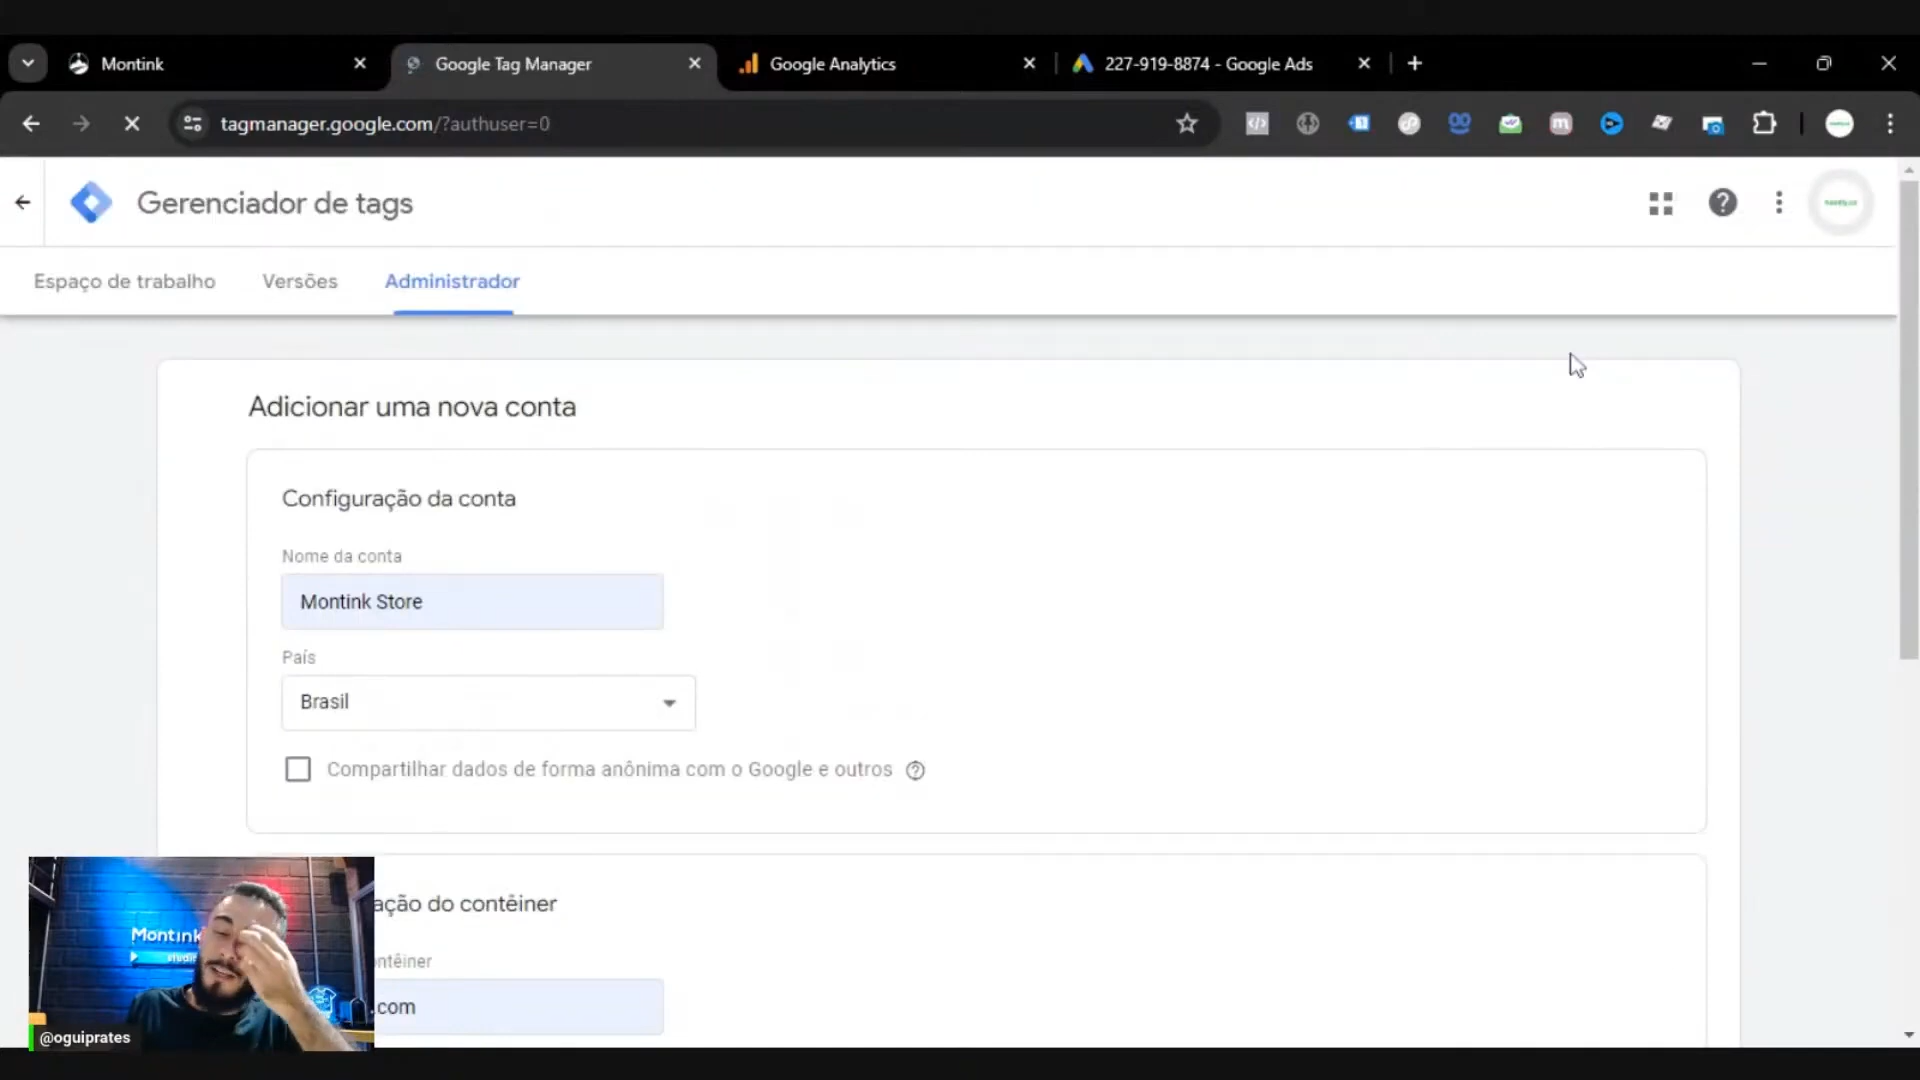 Montink
Google Tag Manager
Google Analytics
227-919-8874 - Google Ads
tagmanager.google.com/?authuser=0
Gerenciador de tags
Espaço de trabalho
Versões
Administrador
Adicionar uma nova conta
Configuração da conta
Nome da conta
Montink Store
País
Brasil
Compartilhar dados de forma anônima com o Google e outros
ação do contêiner
ntêiner
.com
Montink
studio
@oguiprates